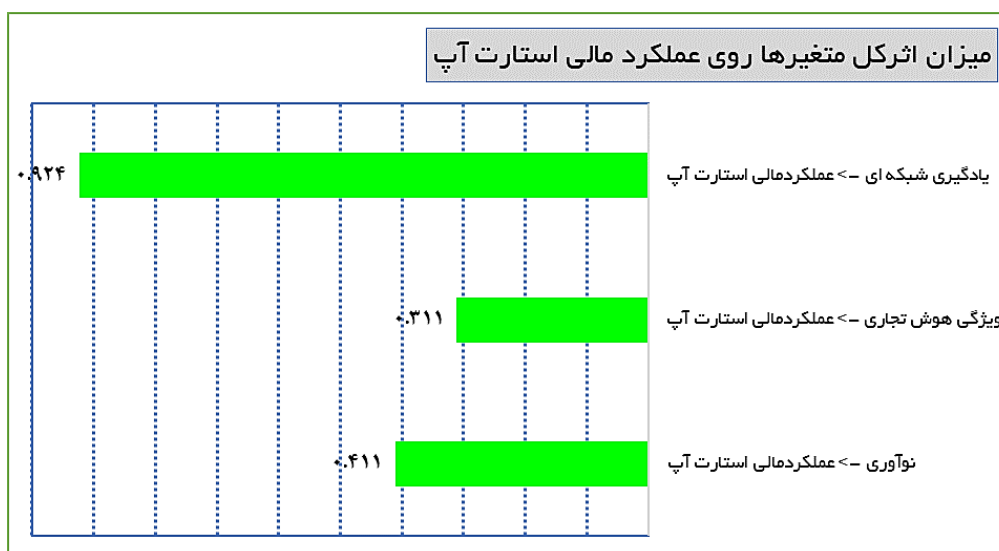 میزان اثرکل متغیرها روی عملکرد مالی استارت آپ
یادگیری شبکه ای -> عملکردمالی استارت آپ
۰.۹۲۴
ویژگی هوش تجاری -> عملکردمالی استارت آپ
۰.۳۱۱
نوآوری -> عملکردمالی استارت آپ
۰.۴۱۱